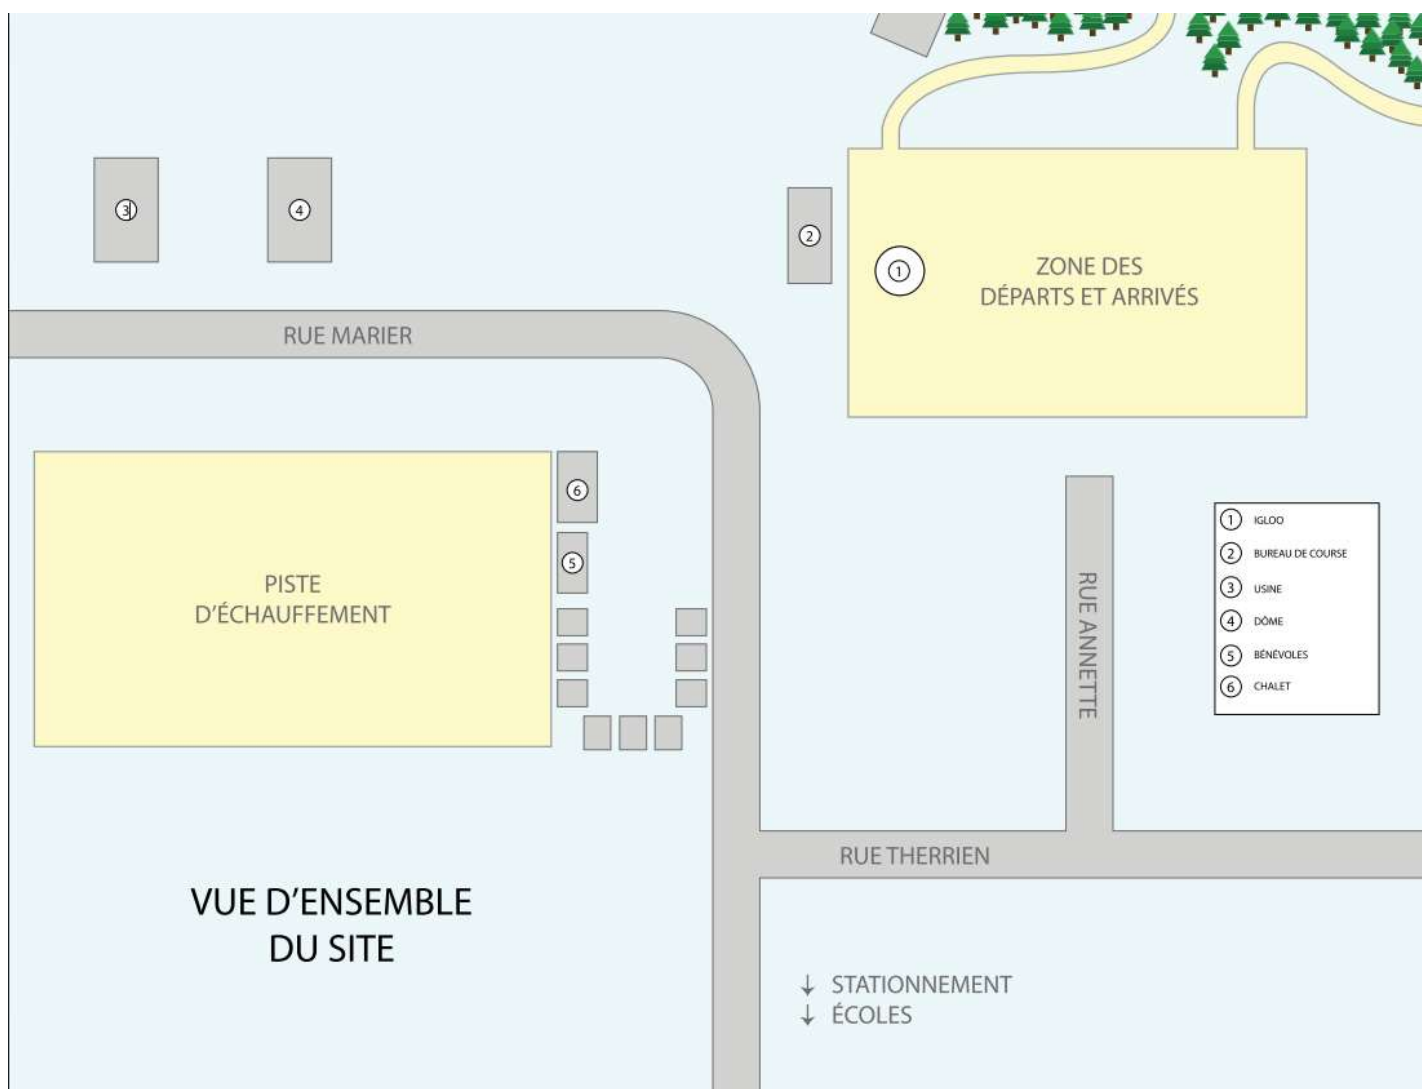 3
4
2
1
ZONE DES
DÉPARTS ET ARRIVÉS
RUE MARIER
6
5
PISTE
D'ÉCHAUFFEMENT
RUE ANNETTE
1 IGLOO
2 BUREAU DE COURSE
3 USINE
4 DÔME
5 BÉNÉVOLES
6 CHALET
RUE THERRIEN
VUE D'ENSEMBLE
DU SITE
↓ STATIONNEMENT
↓ ÉCOLES